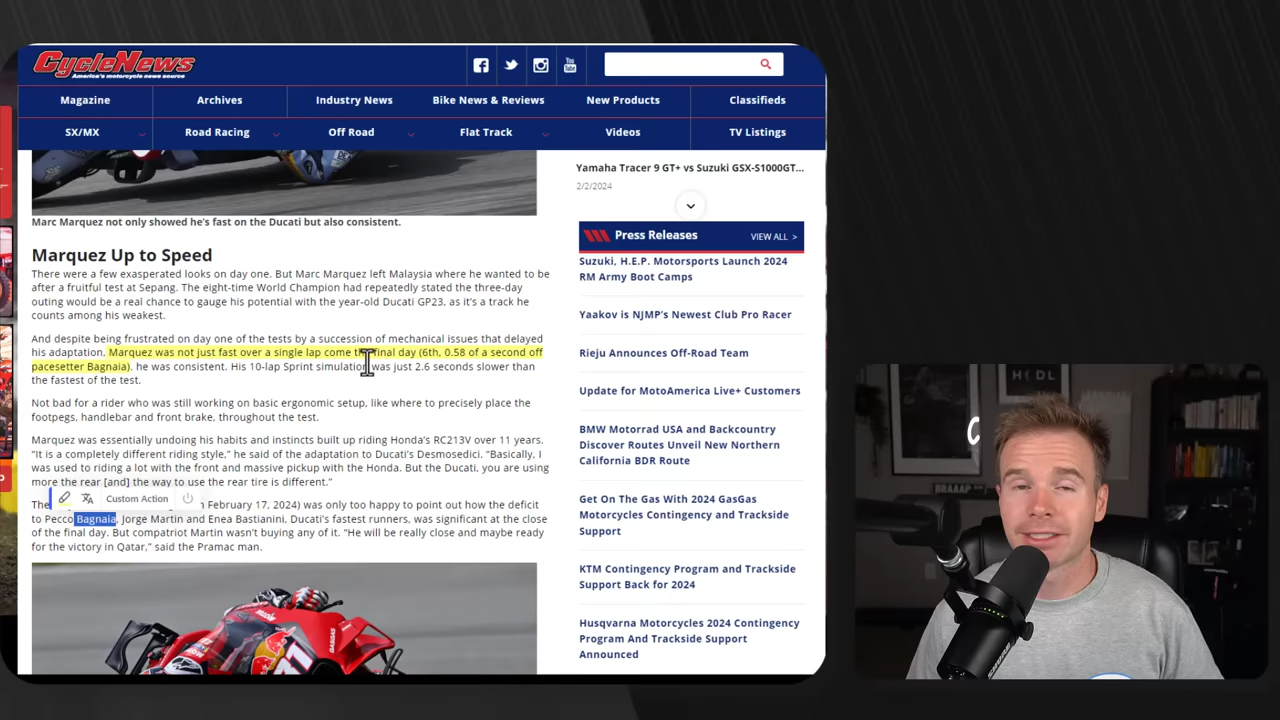 CycleNews
America's motorcycle news source
Magazine
Archives
Industry News
Bike News & Reviews
New Products
Classifieds
SX/MX
Road Racing
Off Road
Flat Track
Videos
TV Listings
Marc Marquez not only showed he's fast on the Ducati but also consistent.
Marquez Up to Speed
There were a few exasperated looks on day one. But Marc Marquez left Malaysia where he wanted to be
after a fruitful test at Sepang. The eight-time World Champion had repeatedly stated the three-day
outing would be a real chance to gauge his potential with the year-old Ducati GP23, as it's a track he
counts among his weakest.
And despite being frustrated on day one of the tests by a succession of mechanical issues that delayed
his adaptation, Marquez was not just fast over a single lap come the final day (6th, 0.58 of a second off
pacesetter Bagnaia). he was consistent. His 10-lap Sprint simulation was just 2.6 seconds slower than
the fastest of the test.
Not bad for a rider who was still working on basic ergonomic setup, like where to precisely place the
footpegs, handlebar and front brake, throughout the test.
Marquez was essentially undoing his habits and instincts built up riding Honda's RC213V over 11 years.
"It is a completely different riding style," he said of the adaptation to Ducati's Desmosedici. "Basically, I
was used to riding a lot with the front and massive pickup with the Honda. But the Ducati, you are using
more the rear [and] the way to use the rear tire is different."
Custom Action
The February 17, 2024) was only too happy to point out how the deficit
to Pecco Bagnaia, Jorge Martin and Enea Bastianini, Ducati's fastest runners, was significant at the close
of the final day. But compatriot Martin wasn't buying any of it. "He will be really close and maybe ready
for the victory in Qatar," said the Pramac man.
Yamaha Tracer 9 GT+ vs Suzuki GSX-S1000GT...
2/2/2024
Press Releases
VIEW ALL >
Suzuki, H.E.P. Motorsports Launch 2024
RM Army Boot Camps
Yaakov is NJMP's Newest Club Pro Racer
Rieju Announces Off-Road Team
Update for MotoAmerica Live+ Customers
BMW Motorrad USA and Backcountry
Discover Routes Unveil New Northern
California BDR Route
Get On The Gas With 2024 GasGas
Motorcycles Contingency and Trackside
Support
KTM Contingency Program and Trackside
Support Back for 2024
Husqvarna Motorcycles 2024 Contingency
Program And Trackside Support
Announced